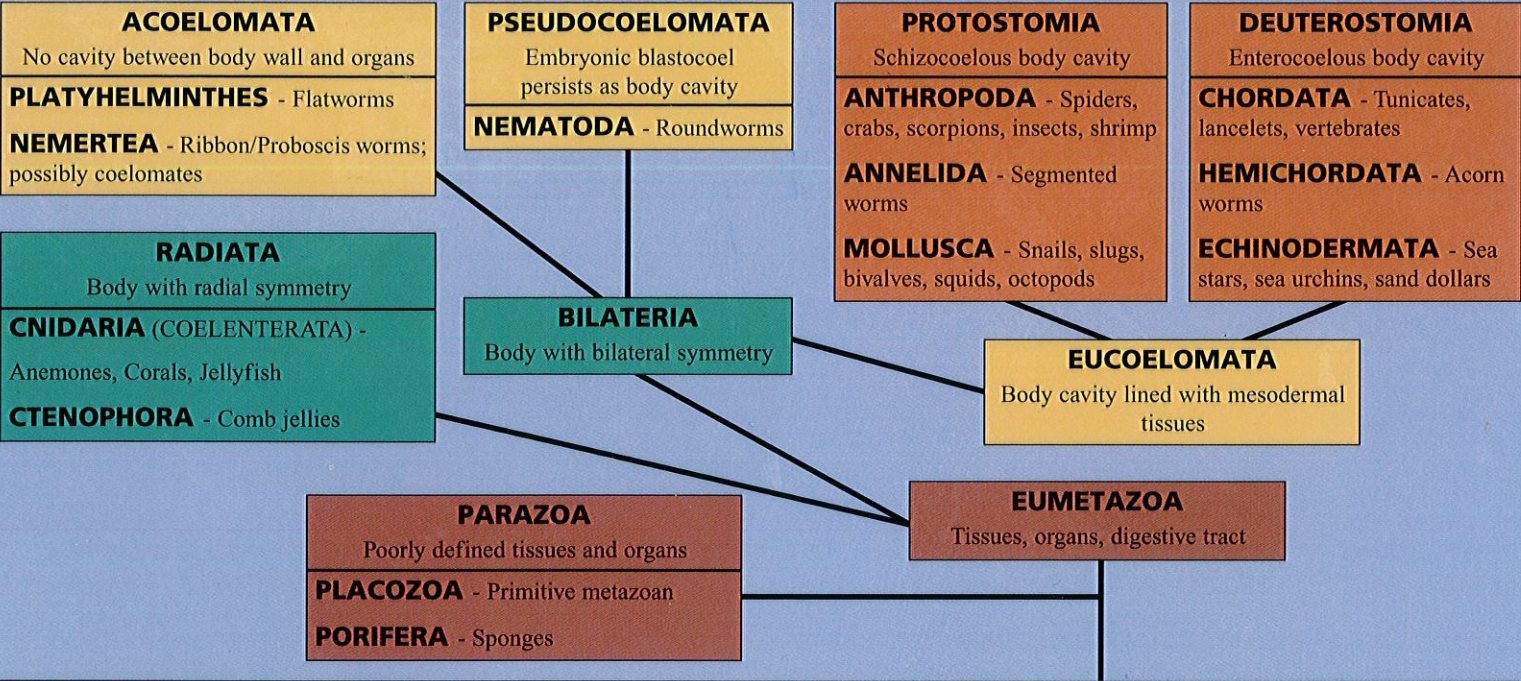 ACOELOMATA
No cavity between body wall and organs
PLATYHELMINTHES - Flatworms
NEMERTEA - Ribbon/Proboscis worms;
possibly coelomates
PSEUDOCOELOMATA
Embryonic blastocoel
persists as body cavity
NEMATODA - Roundworms
PROTOSTOMIA
Schizocoelous body cavity
ANTHROPODA - Spiders,
crabs, scorpions, insects, shrimp
ANNELIDA - Segmented
worms
MOLLUSCA - Snails, slugs,
bivalves, squids, octopods
DEUTEROSTOMIA
Enterocoelous body cavity
CHORDATA - Tunicates,
lancelets, vertebrates
HEMICHORDATA - Acorn
worms
ECHINODERMATA - Sea
stars, sea urchins, sand dollars
RADIATA
Body with radial symmetry
CNIDARIA (COELENTERATA) -
Anemones, Corals, Jellyfish
CTENOPHORA - Comb jellies
BILATERIA
Body with bilateral symmetry
EUCOELOMATA
Body cavity lined with mesodermal
tissues
PARAZOA
Poorly defined tissues and organs
PLACOZOA - Primitive metazoan
PORIFERA - Sponges
EUMETAZOA
Tissues, organs, digestive tract